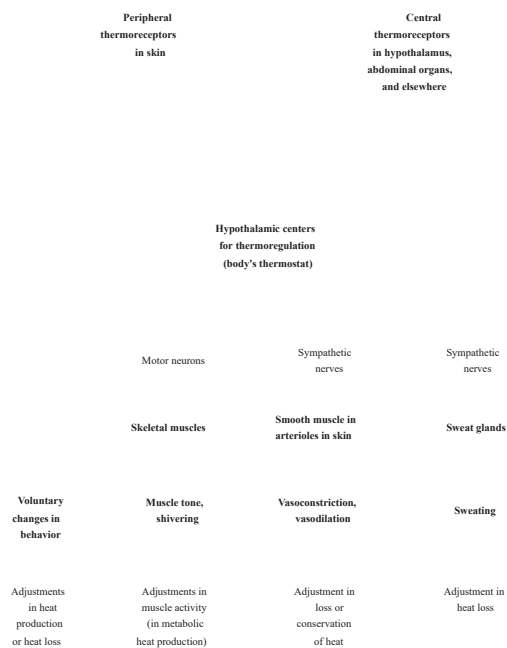 Peripheral
thermoreceptors
in skin
Central
thermoreceptors
in hypothalamus,
abdominal organs,
and elsewhere
Hypothalamic centers
for thermoregulation
(body's thermostat)
Motor neurons
Sympathetic
nerves
Sympathetic
nerves
Skeletal muscles
Smooth muscle in
arterioles in skin
Sweat glands
Voluntary
changes in
behavior
Muscle tone,
shivering
Vasoconstriction,
vasodilation
Sweating
Adjustments
in heat
production
or heat loss
Adjustments in
muscle activity
(in metabolic
heat production)
Adjustment in
loss or
conservation
of heat
Adjustment in
heat loss